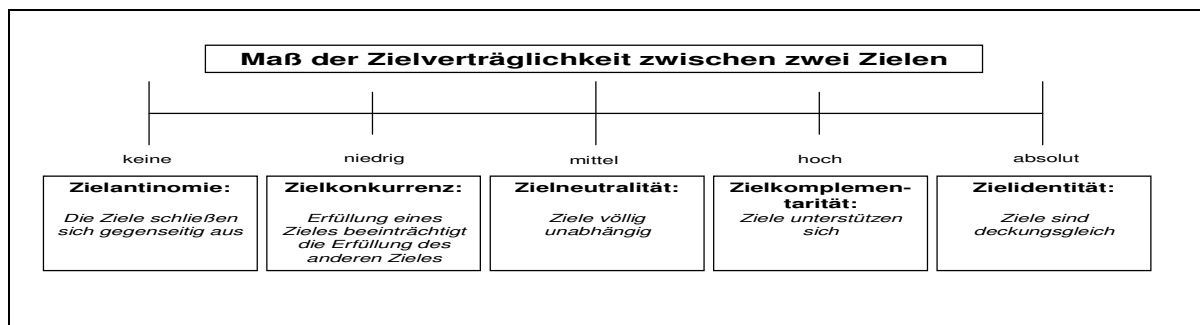 Maß der Zielverträglichkeit zwischen zwei Zielen
keine
niedrig
mittel
hoch
absolut
Zielantinomie:
Die Ziele schließen
sich gegenseitig aus
Zielkonkurrenz:
Erfüllung eines
Zieles beeinträchtigt
die Erfüllung des
anderen Zieles
Zielneutralität:
Ziele völlig
unabhängig
Zielkomplemen-
tarität:
Ziele unterstützen
sich
Zielidentität:
Ziele sind
deckungsgleich